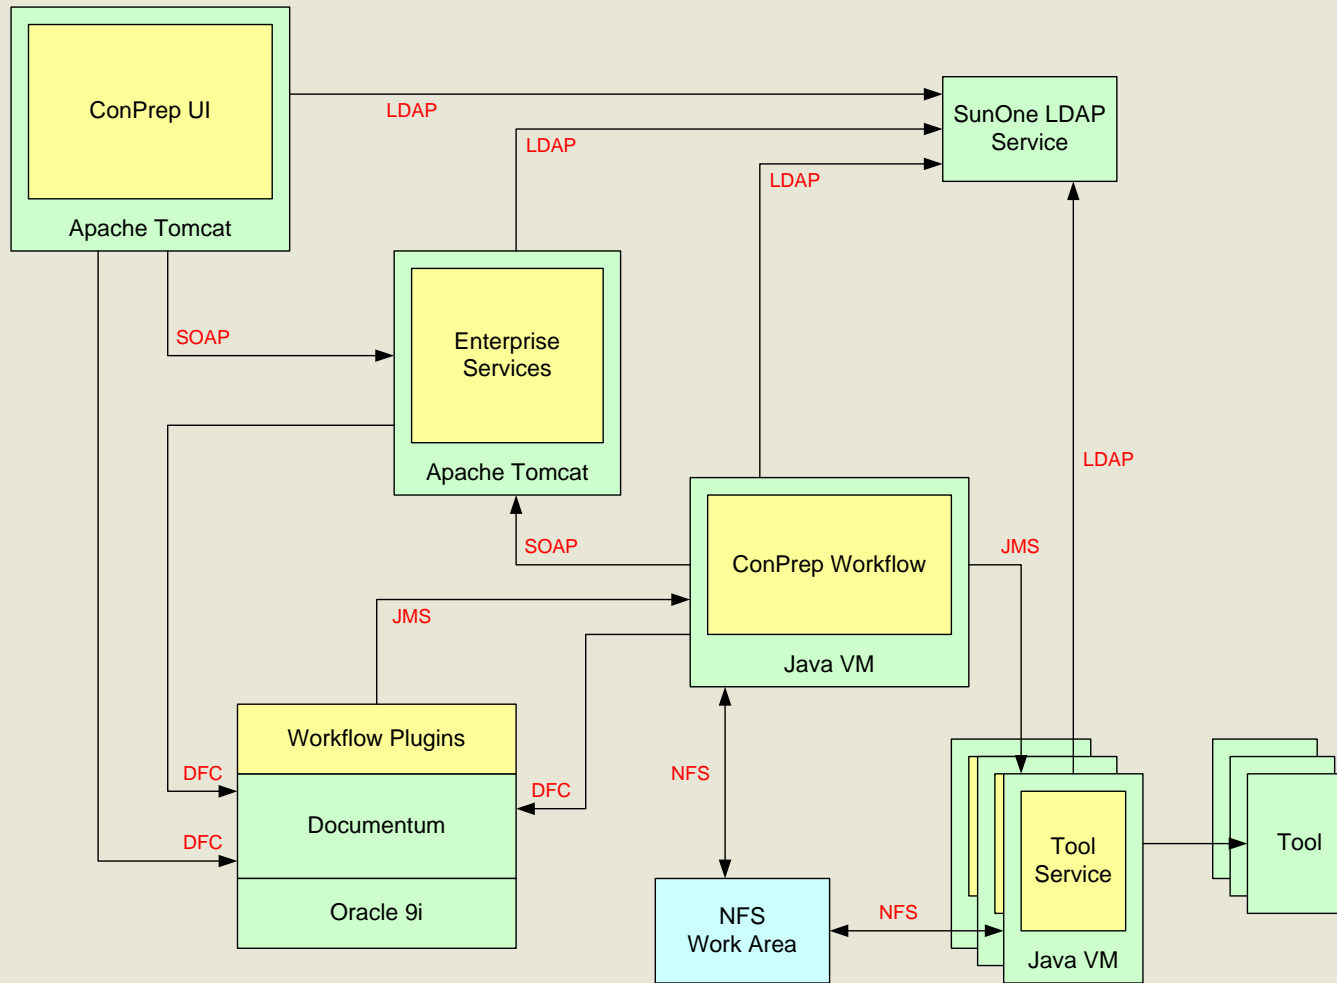 ConPrep UI
Apache Tomcat
LDAP
LDAP
LDAP
SunOne LDAP
Service
SOAP
Enterprise
Services
Apache Tomcat
LDAP
SOAP
ConPrep Workflow
Java VM
JMS
JMS
Workflow Plugins
Documentum
Oracle 9i
DFC
DFC
DFC
NFS
NFS
Work Area
NFS
Tool
Service
Java VM
Tool